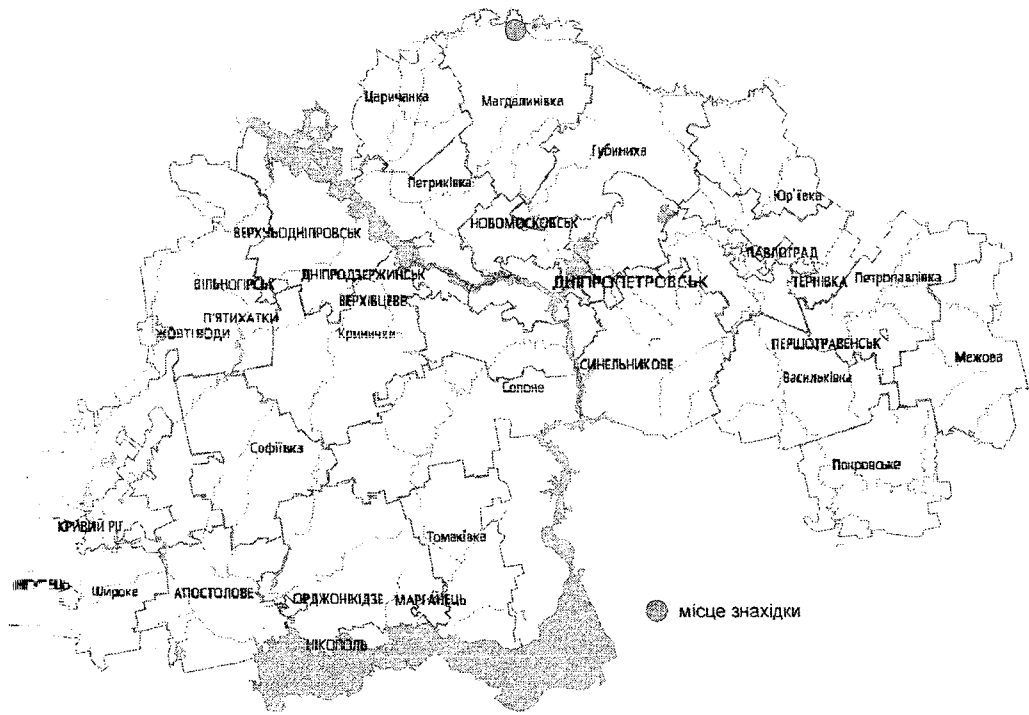 Царичанка
Магдалинівка
Губиниха
Петриківка
Юр'ївка
НОВОМОСКОВСЬК
ВЕРХНЬОДНІПРОВСЬК
ПАВЛОГРАД
ДНІПРОДЗЕРЖИНСЬК
ДНІПРОПЕТРОВСЬК
ТЕРНІВКА
Петропавлівка
ВІЛЬНОГІРСЬК
ВЕРХІВЦЕВЕ
П'ЯТИХАТКИ
ЖОВТІ ВОДИ
Кринички
ПЕРШОТРАВЕНСЬК
Межова
СИНЕЛЬНИКОВЕ
Васильківка
Солоне
Софіївка
Покровське
КРИВИЙ РІГ
Томаківка
Широке
АПОСТОЛОВЕ
ОРДЖОНІКІДЗЕ
МАРГАНЕЦЬ
місце знахідки
НІКОПОЛЬ